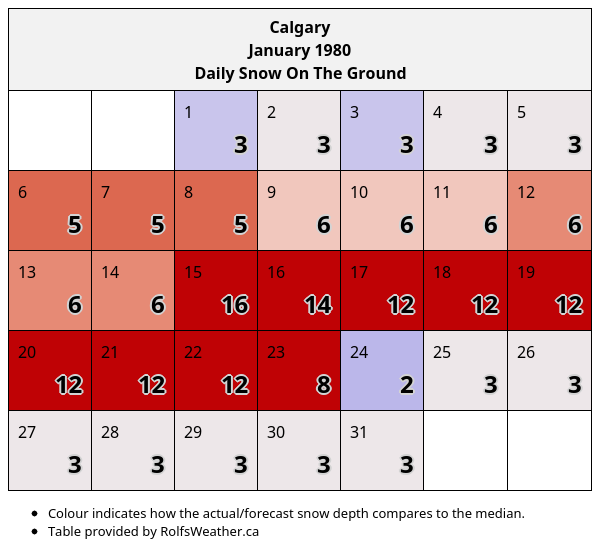 Calgary
January 1980
Daily Snow On The Ground
1 2 3 4 5
3 3 3 3 3
6 7 8 9 10 11 12
5 5 5 6 6 6 6
13 14 15 16 17 18 19
6 6 16 14 12 12 12
20 21 22 23 24 25 26
12 12 12 8 2 3 3
27 28 29 30 31
3 3 3 3 3
• Colour indicates how the actual/forecast snow depth compares to the median.
• Table provided by RolfsWeather.ca